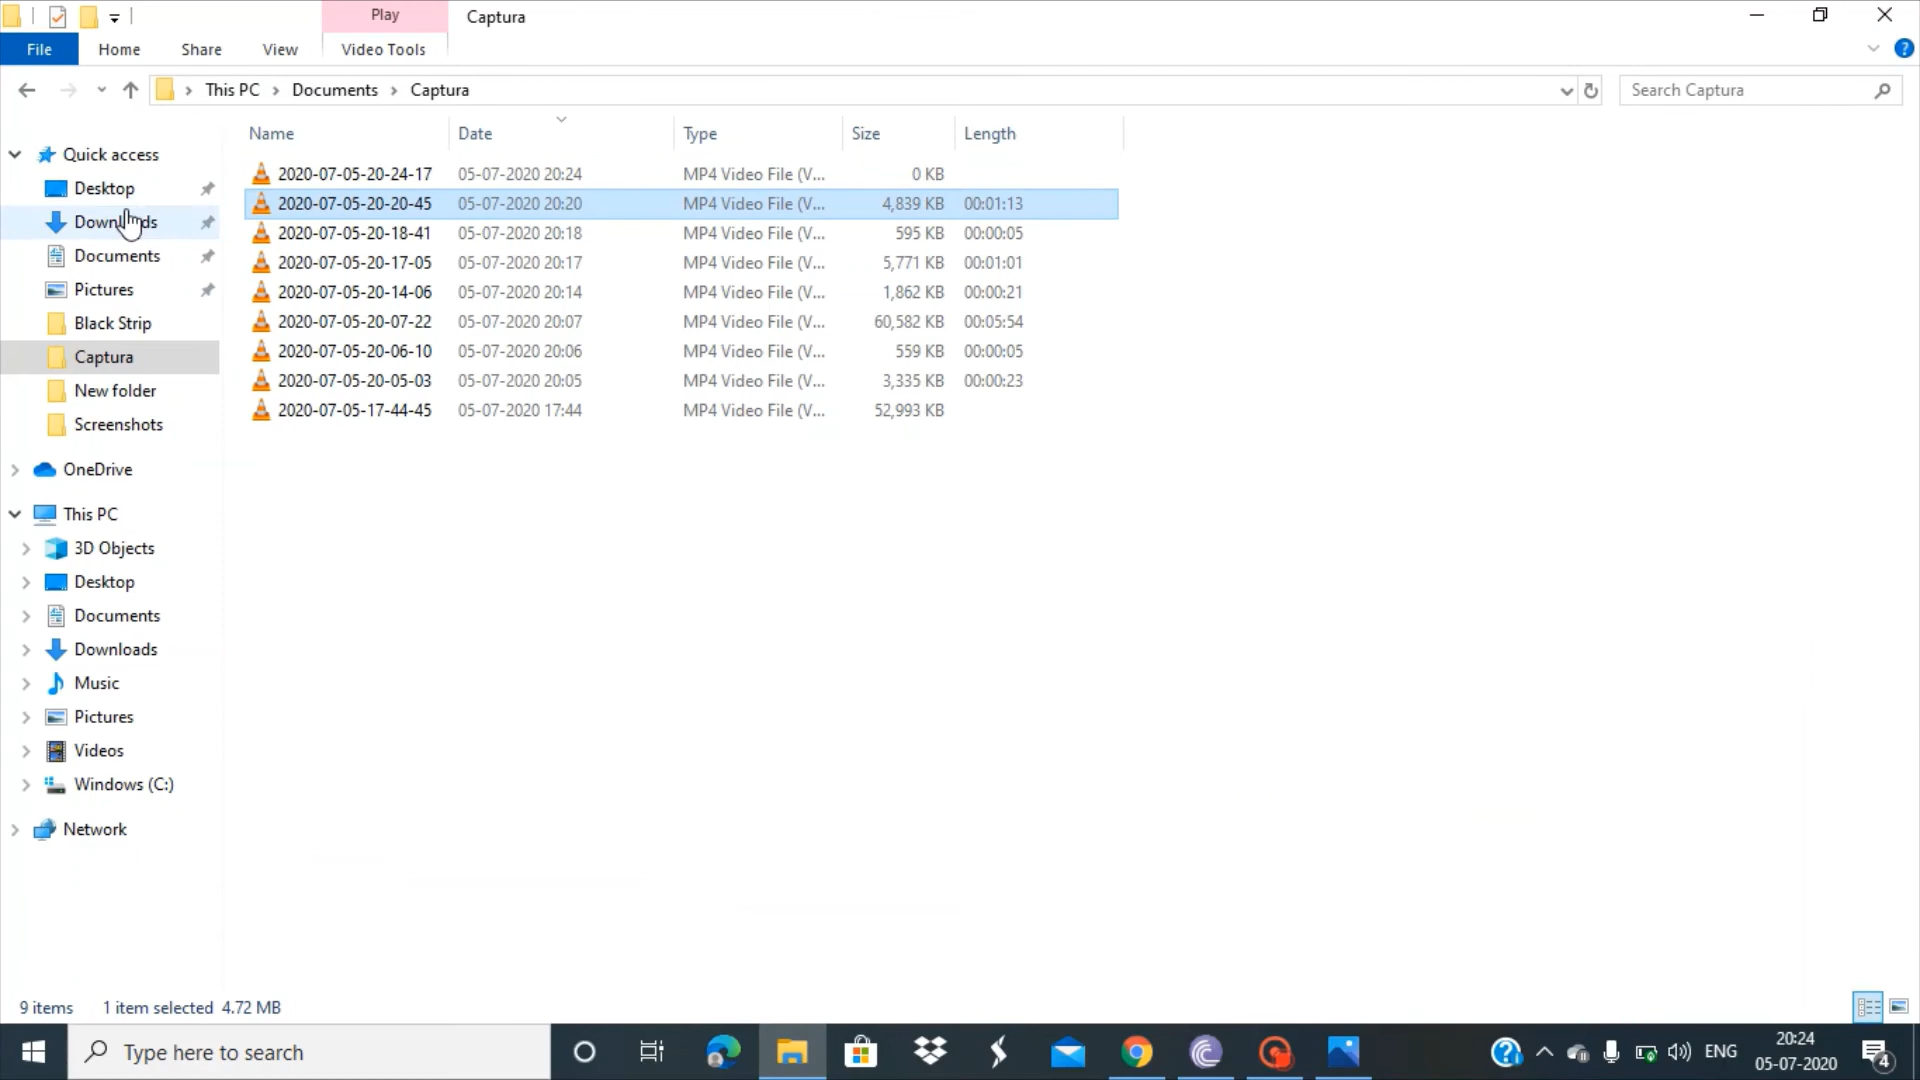 Play
Captura
File
Home
Share
View
Video Tools
This PC
Documents
Captura
Search Captura
Name
Date
Type
Size
Length
2020-07-05-20-24-17 05-07-2020 20:24 MP4 Video File (V... 0 KB
2020-07-05-20-20-45 05-07-2020 20:20 MP4 Video File (V... 4,839 KB 00:01:13
2020-07-05-20-18-41 05-07-2020 20:18 MP4 Video File (V... 595 KB 00:00:05
2020-07-05-20-17-05 05-07-2020 20:17 MP4 Video File (V... 5,771 KB 00:01:01
2020-07-05-20-14-06 05-07-2020 20:14 MP4 Video File (V... 1,862 KB 00:00:21
2020-07-05-20-07-22 05-07-2020 20:07 MP4 Video File (V... 60,582 KB 00:05:54
2020-07-05-20-06-10 05-07-2020 20:06 MP4 Video File (V... 559 KB 00:00:05
2020-07-05-20-05-03 05-07-2020 20:05 MP4 Video File (V... 3,335 KB 00:00:23
2020-07-05-17-44-45 05-07-2020 17:44 MP4 Video File (V... 52,993 KB
Quick access
Desktop
Downloads
Documents
Pictures
Black Strip
Captura
New folder
Screenshots
OneDrive
This PC
3D Objects
Desktop
Documents
Downloads
Music
Pictures
Videos
Windows (C:)
Network
9 items 1 item selected 4.72 MB
Type here to search
ENG
20:24
05-07-2020
4